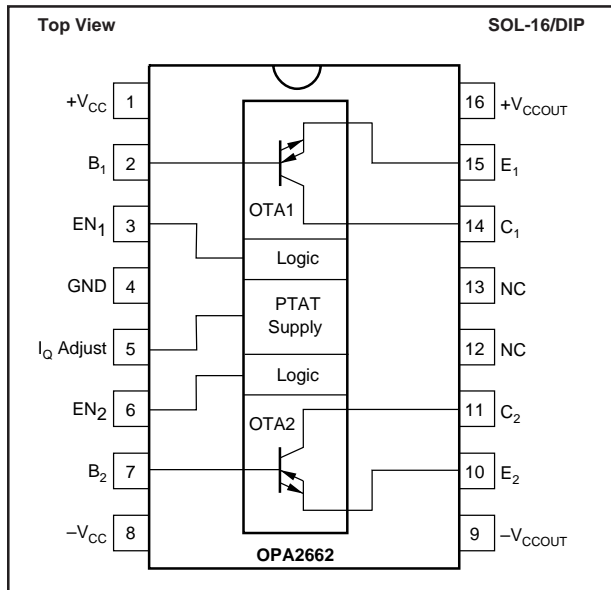 Top View SOL-16/DIP
+VCC 1 16 +VCCOUT
B1 2 15 E1
OTA1
EN1 3 14 C1
Logic
GND 4 13 NC
PTAT
Supply
IQ Adjust 5 12 NC
Logic
EN2 6 11 C2
OTA2
B2 7 10 E2
–VCC 8 9 –VCCOUT
OPA2662